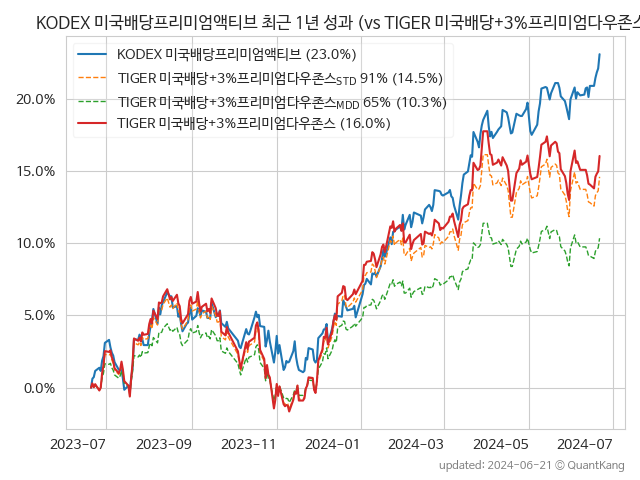 KODEX 미국배당프리미엄액티브 최근 1년 성과 (vs TIGER 미국배당+3%프리미엄다우존스
KODEX 미국배당프리미엄액티브 (23.0%)
TIGER 미국배당+3%프리미엄다우존스STD 91% (14.5%)
TIGER 미국배당+3%프리미엄다우존스MDD 65% (10.3%)
TIGER 미국배당+3%프리미엄다우존스 (16.0%)
20.0%
15.0%
10.0%
5.0%
0.0%
2023-07 2023-09 2023-11 2024-01 2024-03 2024-05 2024-07
updated: 2024-06-21 ⓒ QuantKang